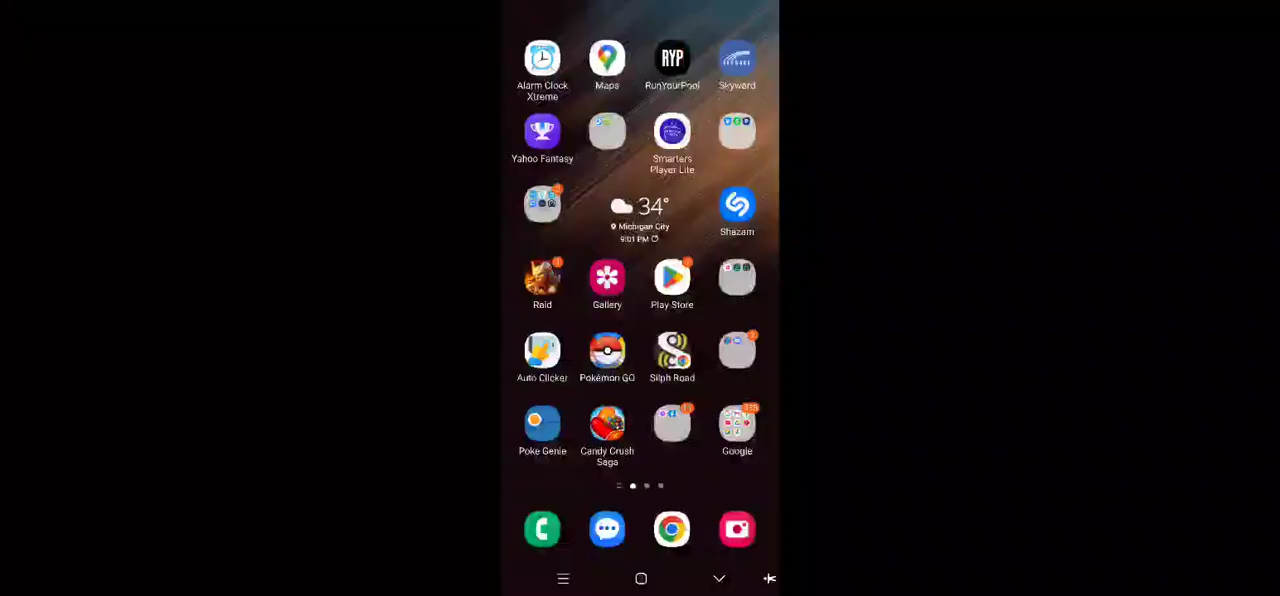 Alarm Clock
Xtreme
Maps
RYP
RunYourPool
Skyward
Yahoo Fantasy
Smarters
Player Lite
34°
Michigan City
9:01 PM
Shazam
Raid
Gallery
Play Store
Auto Clicker
Pokémon GO
Silph Road
Poke Genie
Candy Crush
Saga
Google